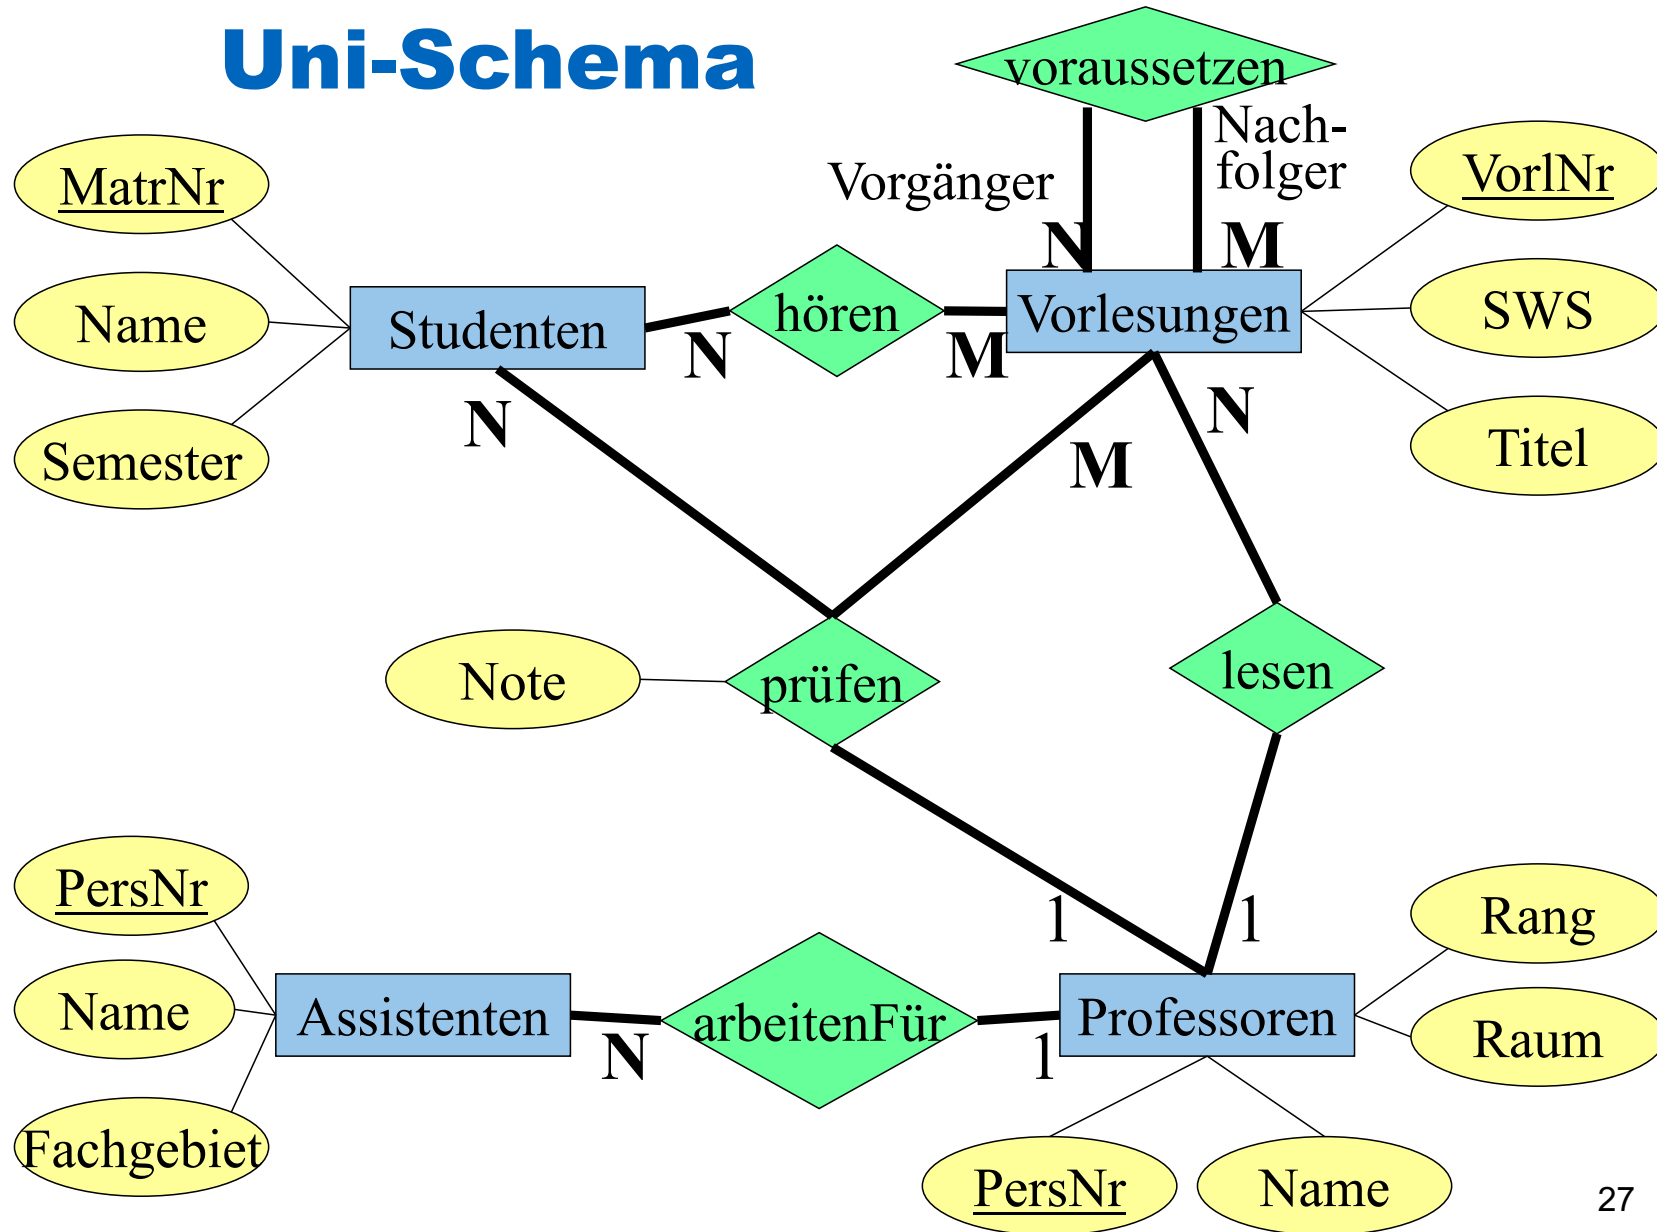 Uni-Schema
voraussetzen
Nach-
folger
Vorgänger
N
M
MatrNr
Name
Semester
Studenten
N
hören
M
Vorlesungen
VorlNr
SWS
Titel
N
M
N
Note
prüfen
lesen
1
1
PersNr
Name
Fachgebiet
Assistenten
N
arbeitenFür
1
Professoren
Rang
Raum
PersNr
Name
27